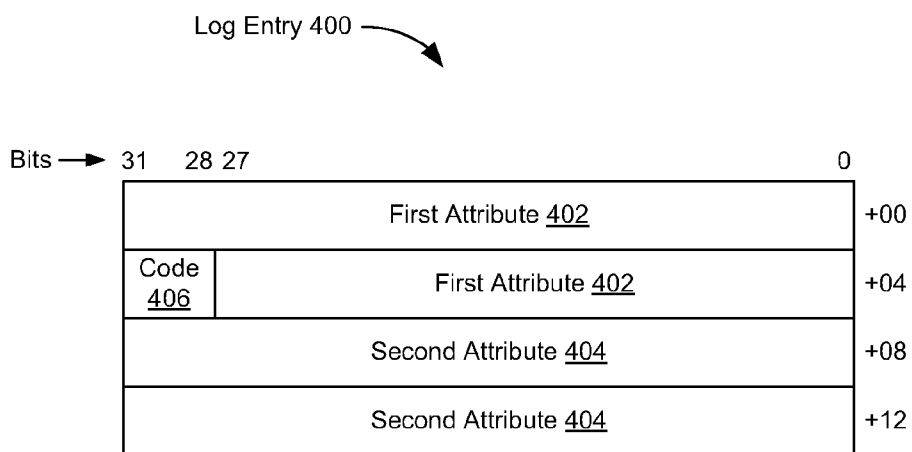 Log Entry 400
Bits 31 28 27 0
First Attribute 402 +00
Code
406 First Attribute 402 +04
Second Attribute 404 +08
Second Attribute 404 +12